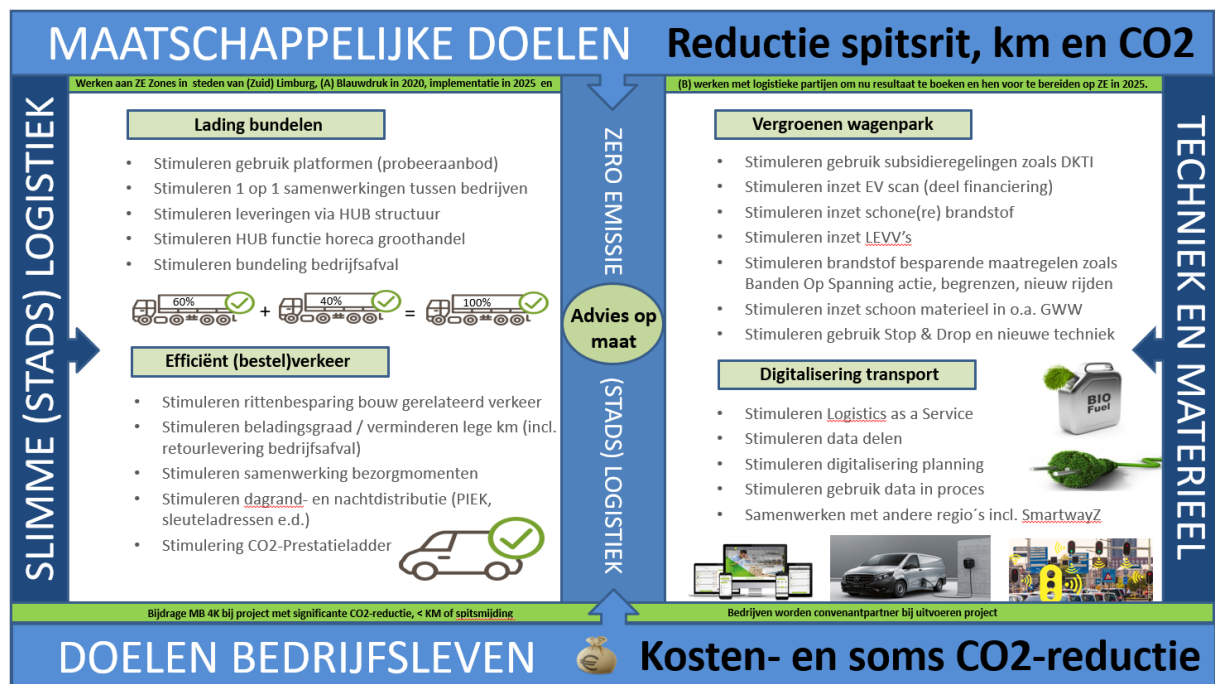 MAATSCHAPPELIJKE DOELEN Reductie spitsrit, km en CO2
Werken aan ZE Zones in steden van (Zuid) Limburg, (A) Blauwdruk in 2020, implementatie in 2025 en
(B) werken met logistieke partijen om nu resultaat te boeken en hen voor te bereiden op ZE in 2025.
SLIMME (STADS) LOGISTIEK
Lading bundelen
• Stimuleren gebruik platformen (probeeraanbod)
• Stimuleren 1 op 1 samenwerkingen tussen bedrijven
• Stimuleren leveringen via HUB structuur
• Stimuleren HUB functie horeca groothandel
• Stimuleren bundeling bedrijfsafval
60% + 40% = 100%
Efficiënt (bestel)verkeer
• Stimuleren rittenbesparing bouw gerelateerd verkeer
• Stimuleren beladingsgraad / verminderen lege km (incl.
retourlevering bedrijfsafval)
• Stimuleren samenwerking bezorgmomenten
• Stimuleren dagrand- en nachtdistributie (PIEK,
sleuteladressen e.d.)
• Stimulering CO2-Prestatieladder
ZERO EMISSIE
Advies op
maat
(STADS) LOGISTIEK
Vergroenen wagenpark
• Stimuleren gebruik subsidieregelingen zoals DKTI
• Stimuleren inzet EV scan (deel financiering)
• Stimuleren inzet schone(re) brandstof
• Stimuleren inzet LEVV's
• Stimuleren brandstof besparende maatregelen zoals
Banden Op Spanning actie, begrenzen, nieuw rijden
• Stimuleren inzet schoon materieel in o.a. GWW
• Stimuleren gebruik Stop & Drop en nieuwe techniek
Digitalisering transport
• Stimuleren Logistics as a Service
• Stimuleren data delen
• Stimuleren digitalisering planning
• Stimuleren gebruik data in proces
• Samenwerken met andere regio´s incl. SmartwayZ
BIO
Fuel
TECHNIEK EN MATERIEEL
Bijdrage MB 4K bij project met significante CO2-reductie, < KM of spitsmijding
Bedrijven worden convenantpartner bij uitvoeren project
DOELEN BEDRIJFSLEVEN € Kosten- en soms CO2-reductie